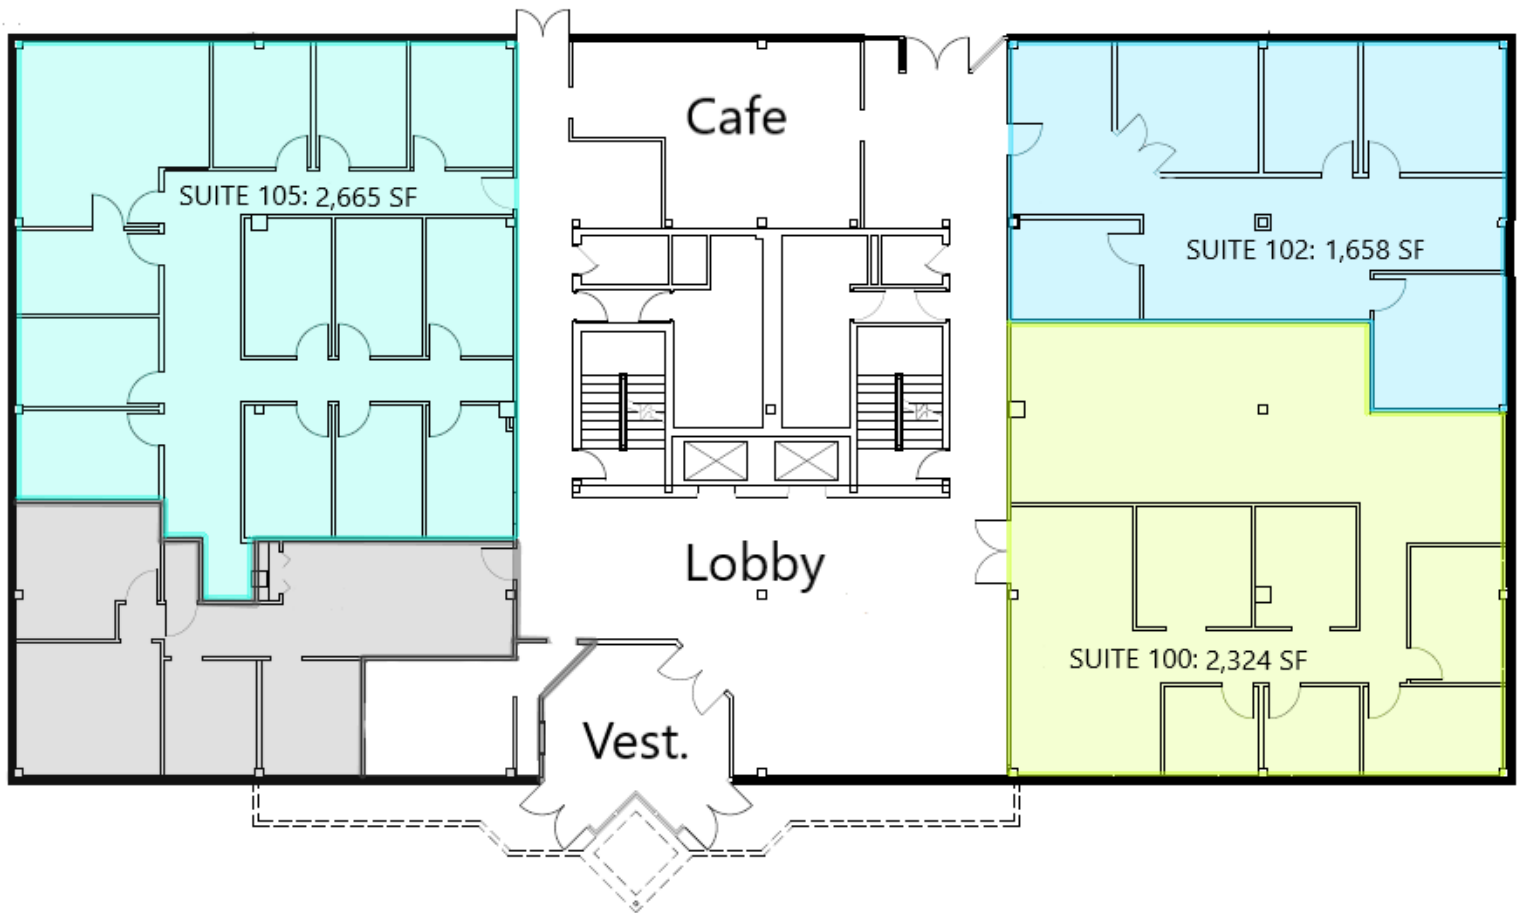 Cafe
SUITE 105: 2,665 SF
SUITE 102: 1,658 SF
Lobby
SUITE 100: 2,324 SF
Vest.